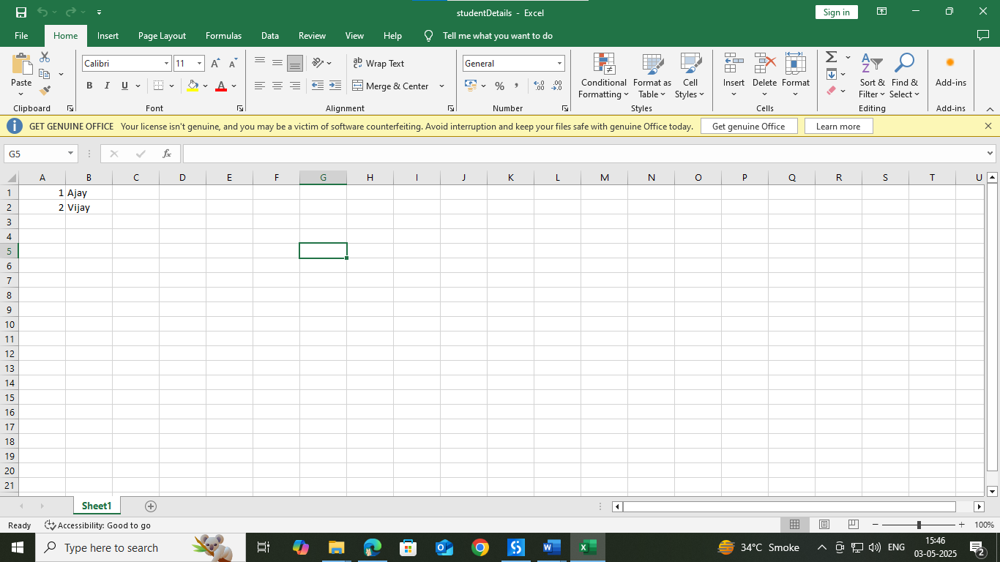 studentDetails - Excel
Sign in
File Home Insert Page Layout Formulas Data Review View Help Tell me what you want to do
Calibri 11 Wrap Text General
Paste B I U A Merge & Center % , Conditional Formatting Format as Table Cell Styles Insert Delete Format Sort & Filter Find & Select Add-ins
Clipboard Font Alignment Number Styles Cells Editing Add-ins
GET GENUINE OFFICE Your license isn't genuine, and you may be a victim of software counterfeiting. Avoid interruption and keep your files safe with genuine Office today. Get genuine Office Learn more
G5 fx
A B C D E F G H I J K L M N O P Q R S T U
1 1 Ajay
2 2 Vijay
3
4
5
6
7
8
9
10
11
12
13
14
15
16
17
18
19
20
21
Sheet1
Ready Accessibility: Good to go 100%
Type here to search 34°C Smoke ENG 15:46
03-05-2025 2